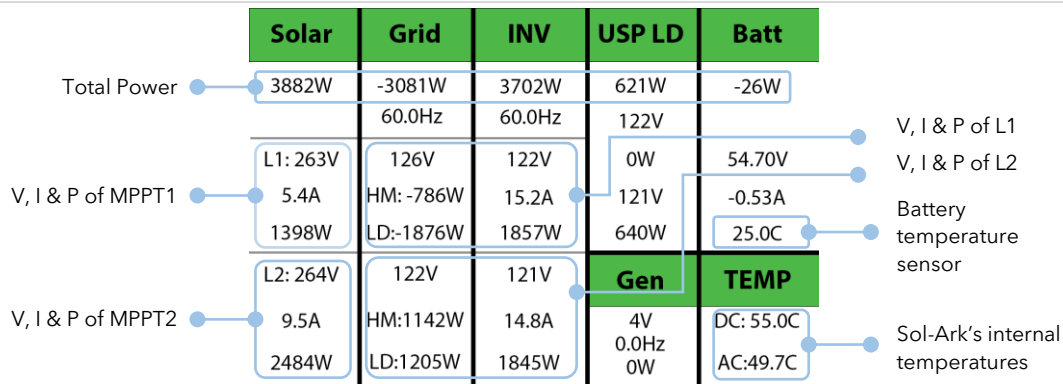 Solar Grid INV USP LD Batt
Total Power 3882W -3081W 3702W 621W -26W
60.0Hz 60.0Hz 122V
V, I & P of L1
L1: 263V 126V 122V 0W 54.70V
V, I & P of L2
V, I & P of MPPT1 5.4A HM: -786W 15.2A 121V -0.53A
1398W LD:-1876W 1857W 640W 25.0C
Battery
temperature
sensor
L2: 264V 122V 121V Gen TEMP
V, I & P of MPPT2 9.5A HM:1142W 14.8A 4V DC: 55.0C
0.0Hz
2484W LD:1205W 1845W 0W AC:49.7C
Sol-Ark's internal
temperatures